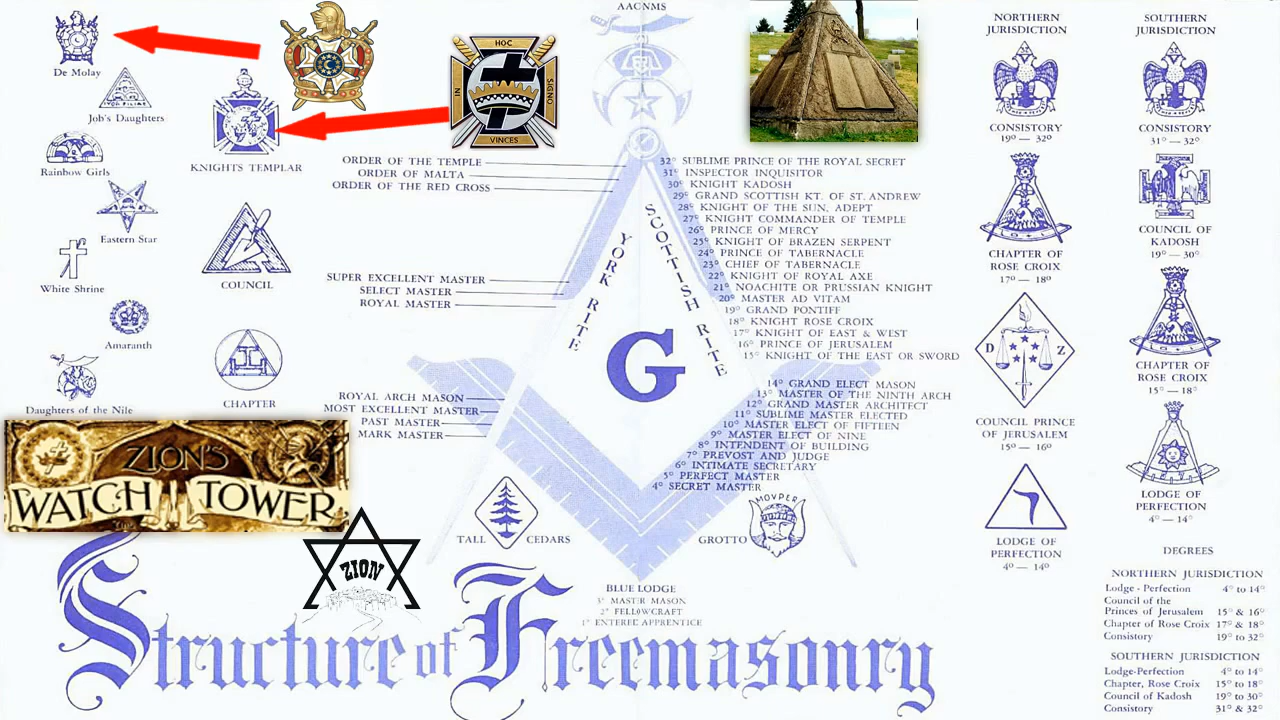 AAONMS
De Molay
Job's Daughters
Rainbow Girls
Eastern Star
White Shrine
Amaranth
Daughters of the Nile
KNIGHTS TEMPLAR
COUNCIL
CHAPTER
HOC
IN
SIGNO
VINCES
ORDER OF THE TEMPLE
ORDER OF MALTA
ORDER OF THE RED CROSS
SUPER EXCELLENT MASTER
SELECT MASTER
ROYAL MASTER
ROYAL ARCH MASON
MOST EXCELLENT MASTER
PAST MASTER
MARK MASTER
YORK RITE
SCOTTISH RITE
G
32° SUBLIME PRINCE OF THE ROYAL SECRET
31° INSPECTOR INQUISITOR
30° KNIGHT KADOSH
29° GRAND SCOTTISH KT. OF ST. ANDREW
28° KNIGHT OF THE SUN, ADEPT
27° KNIGHT COMMANDER OF TEMPLE
26° PRINCE OF MERCY
25° KNIGHT OF BRAZEN SERPENT
24° PRINCE OF TABERNACLE
23° CHIEF OF TABERNACLE
22° KNIGHT OF ROYAL AXE
21° NOACHITE OR PRUSSIAN KNIGHT
20° MASTER AD VITAM
19° GRAND PONTIFF
18° KNIGHT ROSE CROIX
17° KNIGHT OF EAST & WEST
16° PRINCE OF JERUSALEM
15° KNIGHT OF THE EAST OR SWORD
14° GRAND ELECT MASON
13° MASTER OF THE NINTH ARCH
12° GRAND MASTER ARCHITECT
11° SUBLIME MASTER ELECTED
10° MASTER ELECT OF FIFTEEN
9° MASTER ELECT OF NINE
8° INTENDENT OF BUILDING
7° PREVOST AND JUDGE
6° INTIMATE SECRETARY
5° PERFECT MASTER
4° SECRET MASTER
TALL CEDARS
GROTTO
MOVPER
BLUE LODGE
3° MASTER MASON
2° FELLOWCRAFT
1° ENTERED APPRENTICE
ZION'S
WATCH TOWER
ZION
Structure of Freemasonry
NORTHERN
JURISDICTION
CONSISTORY
19° — 32°
CHAPTER OF
ROSE CROIX
17° — 18°
D Z
COUNCIL PRINCE
OF JERUSALEM
15° — 16°
LODGE OF
PERFECTION
4° — 14°
SOUTHERN
JURISDICTION
CONSISTORY
31° — 32°
COUNCIL OF
KADOSH
19° — 30°
CHAPTER OF
ROSE CROIX
15° — 18°
LODGE OF
PERFECTION
4° — 14°
DEGREES
NORTHERN JURISDICTION
Lodge - Perfection 4° to 14°
Council of the
Princes of Jerusalem 15° & 16°
Chapter of Rose Croix 17° & 18°
Consistory 19° to 32°
SOUTHERN JURISDICTION
Lodge-Perfection 4° to 14°
Chapter, Rose Croix 15° to 18°
Council of Kadosh 19° to 30°
Consistory 31° & 32°